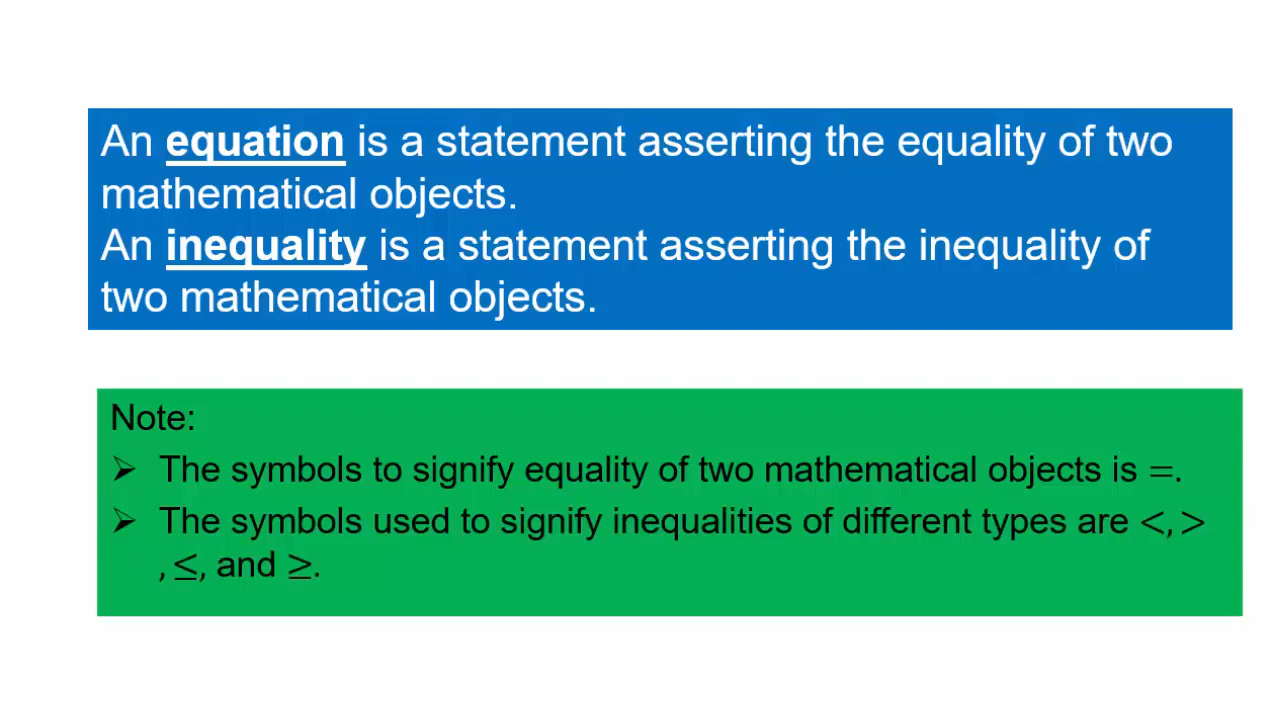 An equation is a statement asserting the equality of two
mathematical objects.
An inequality is a statement asserting the inequality of
two mathematical objects.
Note:
➢ The symbols to signify equality of two mathematical objects is =.
➢ The symbols used to signify inequalities of different types are <, >
, ≤, and ≥.